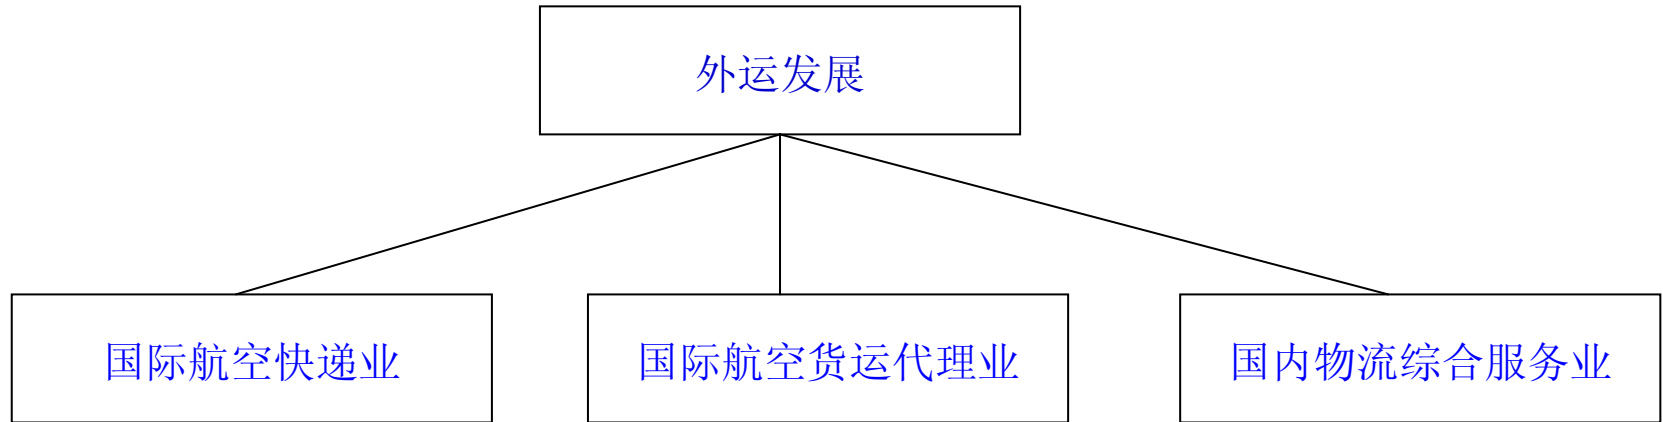 外运发展
国际航空快递业
国际航空货运代理业
国内物流综合服务业